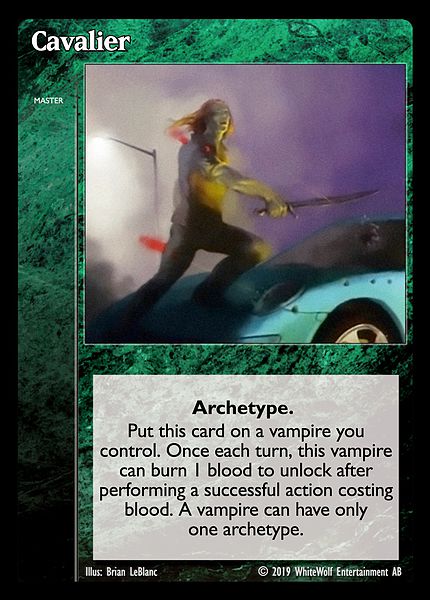 Cavalier
MASTER
Archetype.
Put this card on a vampire you
control. Once each turn, this vampire
can burn 1 blood to unlock after
performing a successful action costing
blood. A vampire can have only
one archetype.
Illus: Brian LeBlanc
© 2019 WhiteWolf Entertainment AB